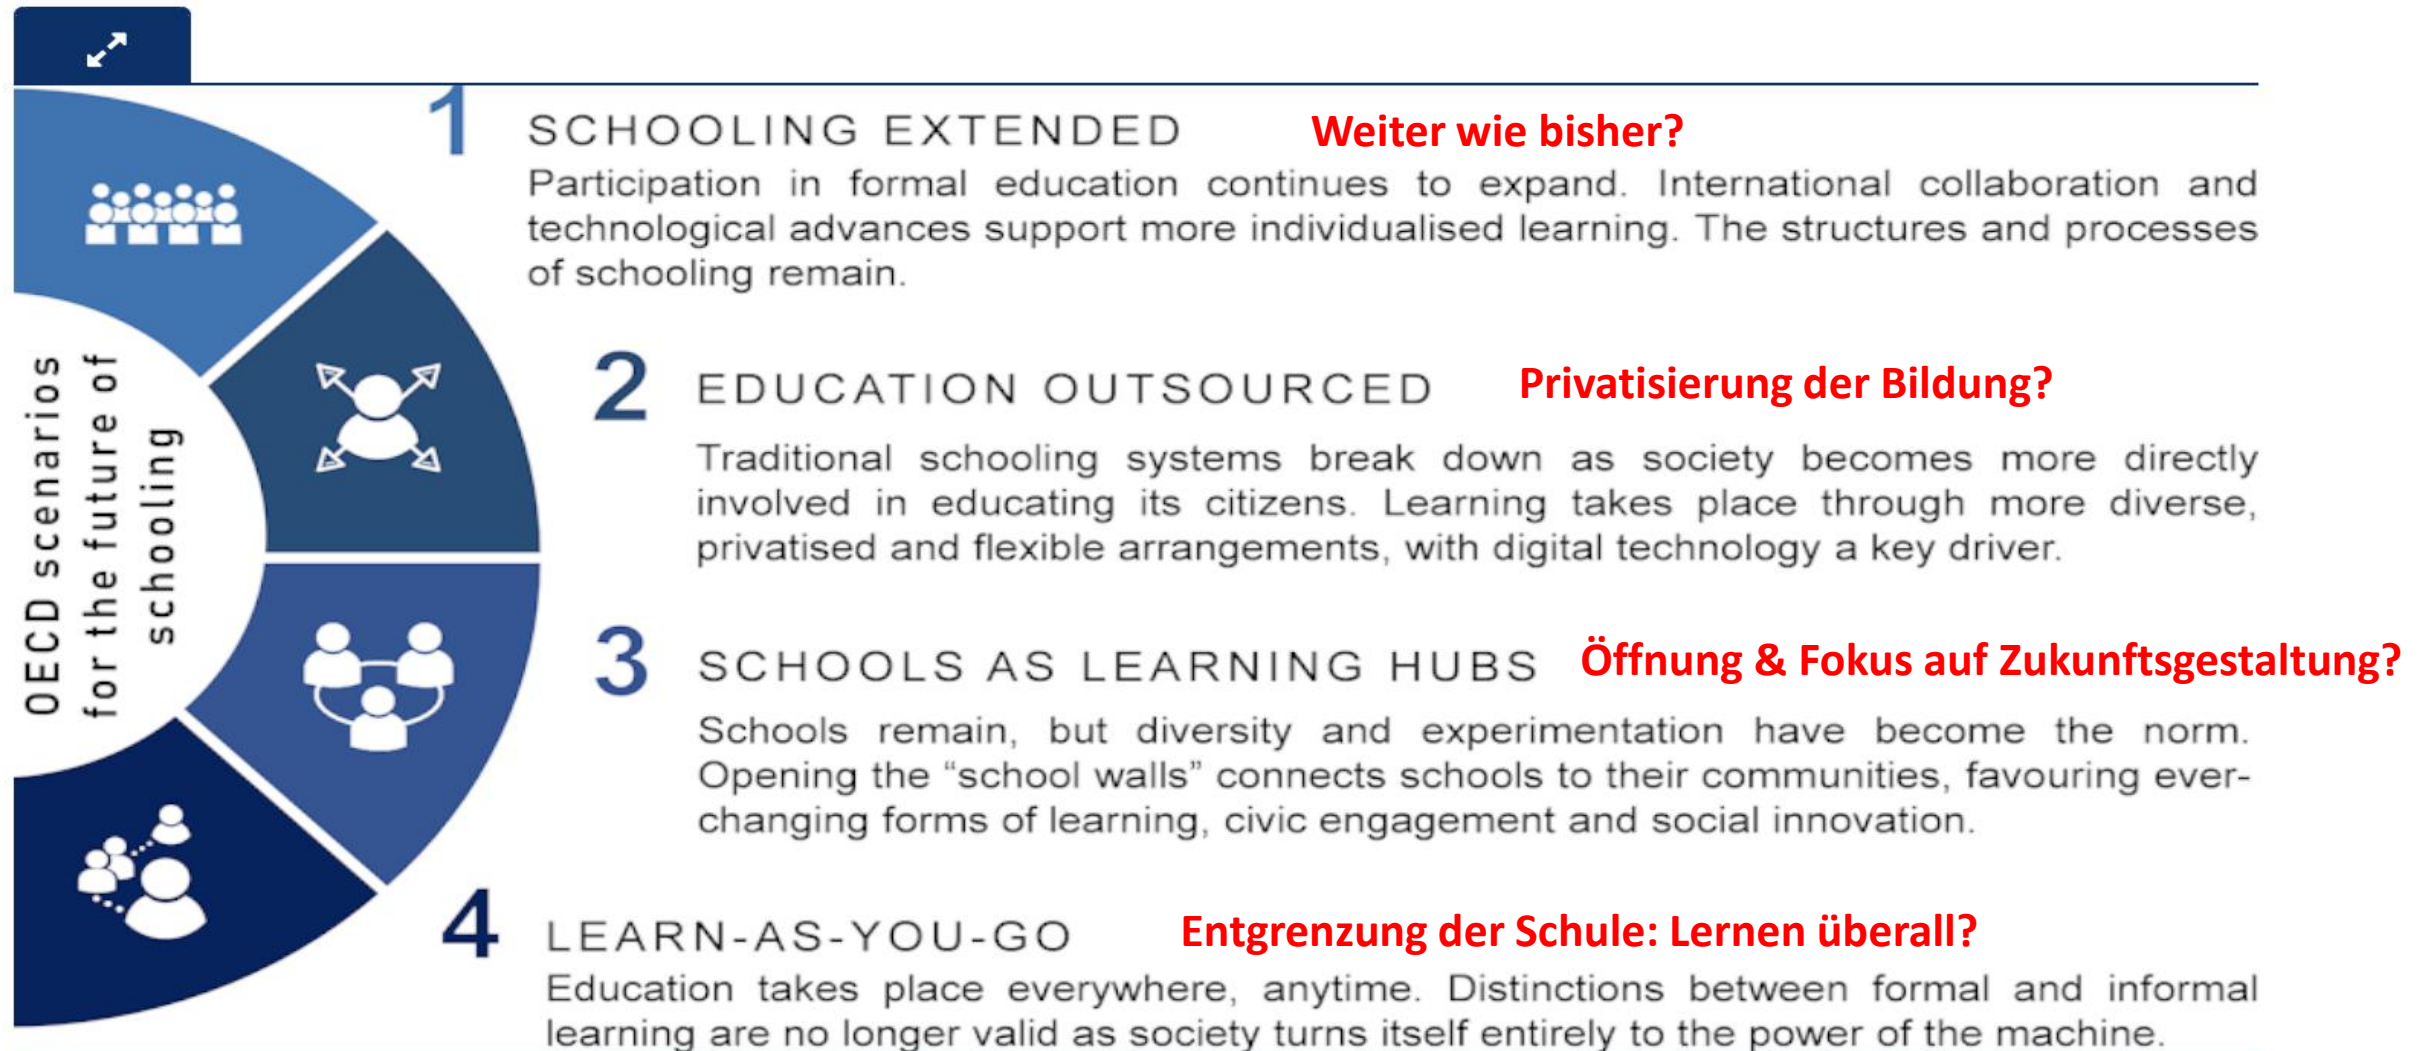 OECD scenarios
for the future of
schooling
1 SCHOOLING EXTENDED Weiter wie bisher?
Participation in formal education continues to expand. International collaboration and
technological advances support more individualised learning. The structures and processes
of schooling remain.
2 EDUCATION OUTSOURCED Privatisierung der Bildung?
Traditional schooling systems break down as society becomes more directly
involved in educating its citizens. Learning takes place through more diverse,
privatised and flexible arrangements, with digital technology a key driver.
3 SCHOOLS AS LEARNING HUBS Öffnung & Fokus auf Zukunftsgestaltung?
Schools remain, but diversity and experimentation have become the norm.
Opening the “school walls” connects schools to their communities, favouring ever-
changing forms of learning, civic engagement and social innovation.
4 LEARN-AS-YOU-GO Entgrenzung der Schule: Lernen überall?
Education takes place everywhere, anytime. Distinctions between formal and informal
learning are no longer valid as society turns itself entirely to the power of the machine.